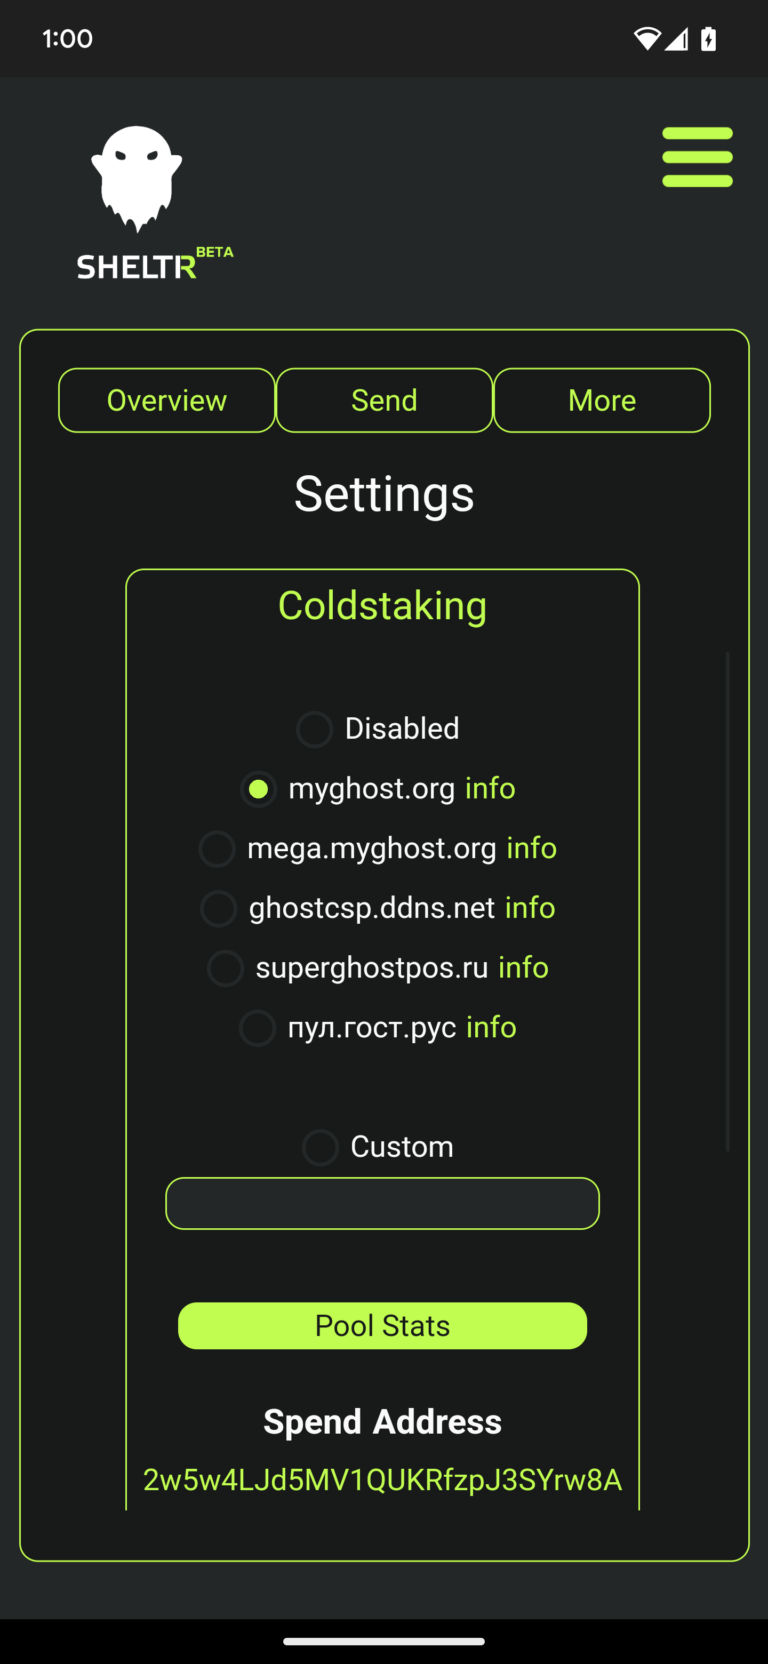 1:00
SHELTR BETA
Overview Send More
Settings
Coldstaking
Disabled
myghost.org info
mega.myghost.org info
ghostcsp.ddns.net info
superghostpos.ru info
пул.гост.рус info
Custom
Pool Stats
Spend Address
2w5w4LJd5MV1QUKRfzpJ3SYrw8A